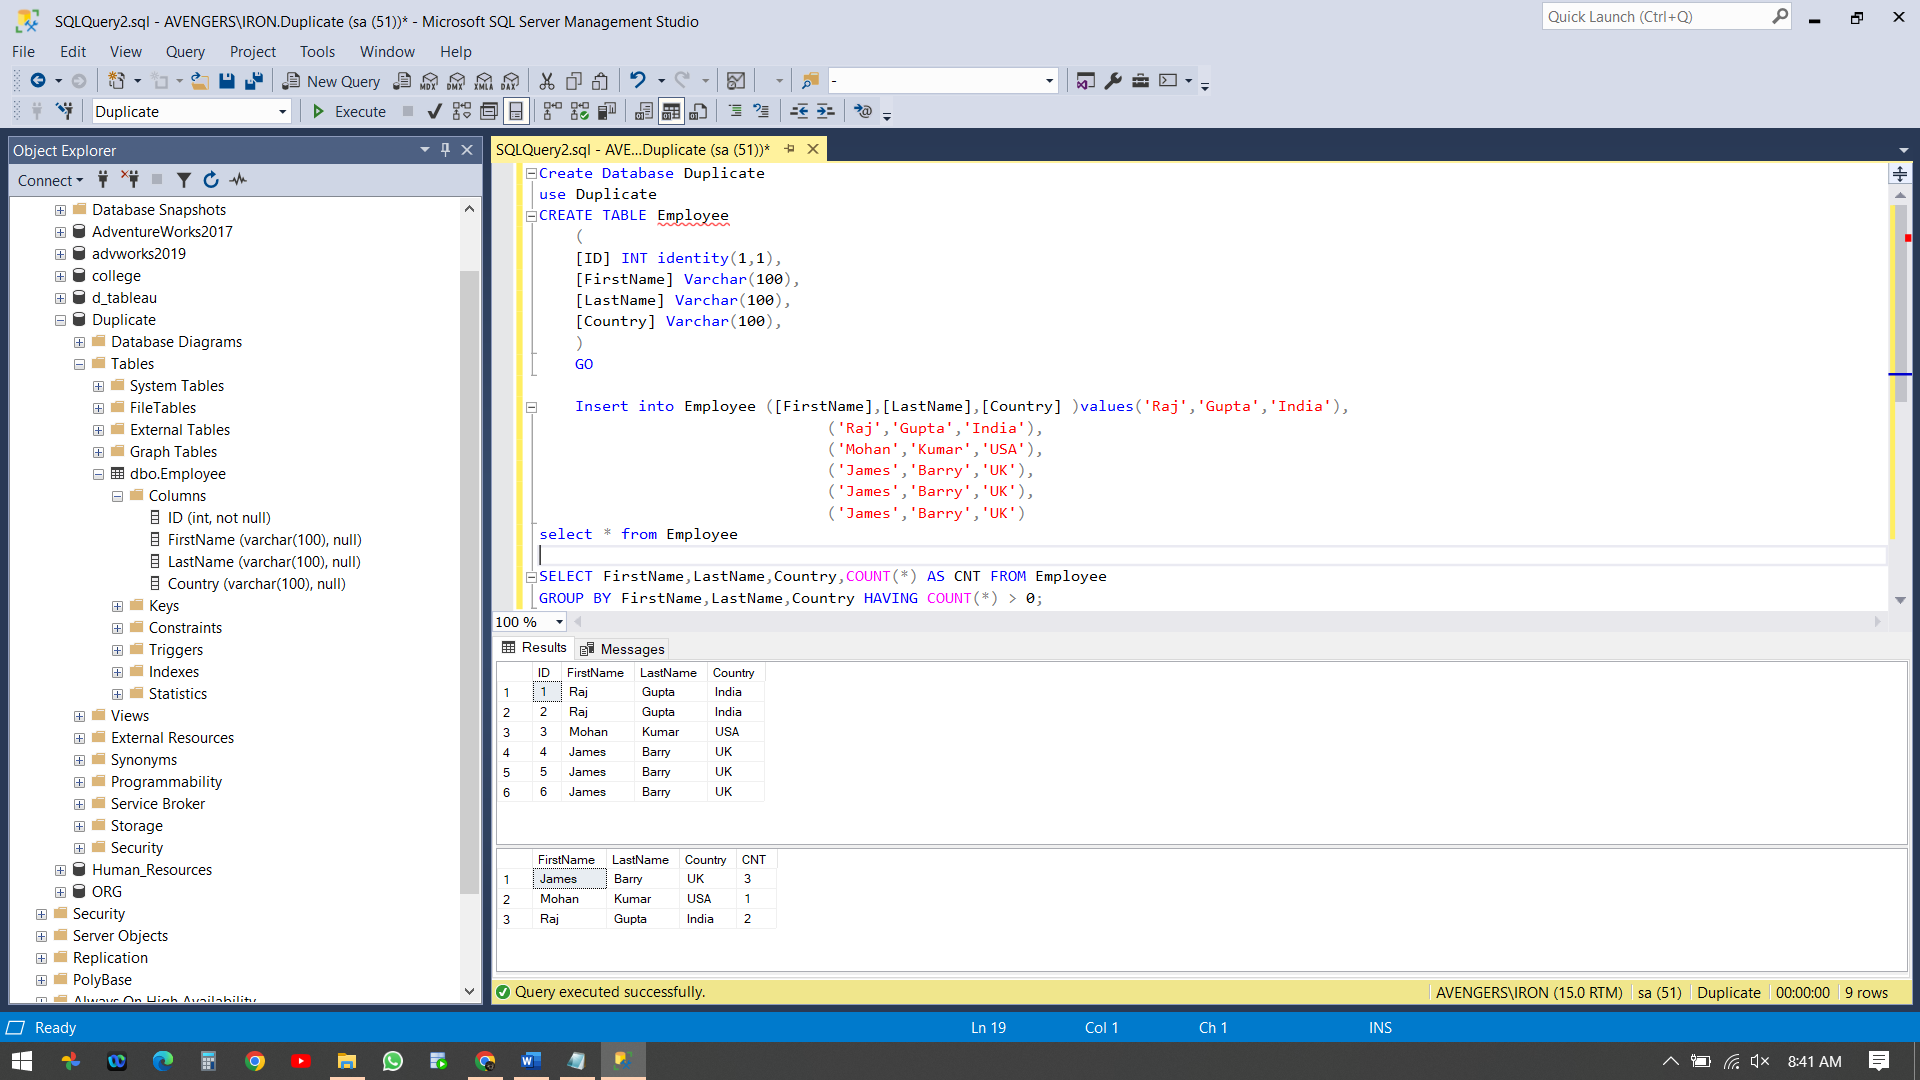 SQLQuery2.sql - AVENGERS\IRON.Duplicate (sa (51))* - Microsoft SQL Server Management Studio
Quick Launch (Ctrl+Q)
File Edit View Query Project Tools Window Help
New Query MDX DMX XMLA DAX -
Duplicate Execute
Object Explorer
Connect
Database Snapshots
AdventureWorks2017
advworks2019
college
d_tableau
Duplicate
Database Diagrams
Tables
System Tables
FileTables
External Tables
Graph Tables
dbo.Employee
Columns
ID (int, not null)
FirstName (varchar(100), null)
LastName (varchar(100), null)
Country (varchar(100), null)
Keys
Constraints
Triggers
Indexes
Statistics
Views
External Resources
Synonyms
Programmability
Service Broker
Storage
Security
Human_Resources
ORG
Security
Server Objects
Replication
PolyBase
Always On High Availability
SQLQuery2.sql - AVE...Duplicate (sa (51))*
Create Database Duplicate
use Duplicate
CREATE TABLE Employee
(
[ID] INT identity(1,1),
[FirstName] Varchar(100),
[LastName] Varchar(100),
[Country] Varchar(100),
)
GO
Insert into Employee ([FirstName],[LastName],[Country] )values('Raj','Gupta','India'),
('Raj','Gupta','India'),
('Mohan','Kumar','USA'),
('James','Barry','UK'),
('James','Barry','UK'),
('James','Barry','UK')
select * from Employee
SELECT FirstName,LastName,Country,COUNT(*) AS CNT FROM Employee
GROUP BY FirstName,LastName,Country HAVING COUNT(*) > 0;
100 %
Results Messages
ID FirstName LastName Country
1 1 Raj Gupta India
2 2 Raj Gupta India
3 3 Mohan Kumar USA
4 4 James Barry UK
5 5 James Barry UK
6 6 James Barry UK
FirstName LastName Country CNT
1 James Barry UK 3
2 Mohan Kumar USA 1
3 Raj Gupta India 2
Query executed successfully.
AVENGERS\IRON (15.0 RTM) sa (51) Duplicate 00:00:00 9 rows
Ready Ln 19 Col 1 Ch 1 INS
8:41 AM